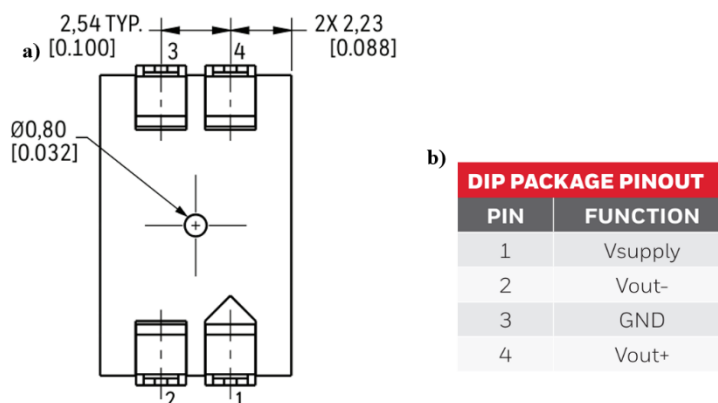 2,54 TYP.
[0.100]
2X 2,23
[0.088]
a)
3
4
Ø0,80
[0.032]
2
1
b)
DIP PACKAGE PINOUT
PIN FUNCTION
1 Vsupply
2 Vout-
3 GND
4 Vout+